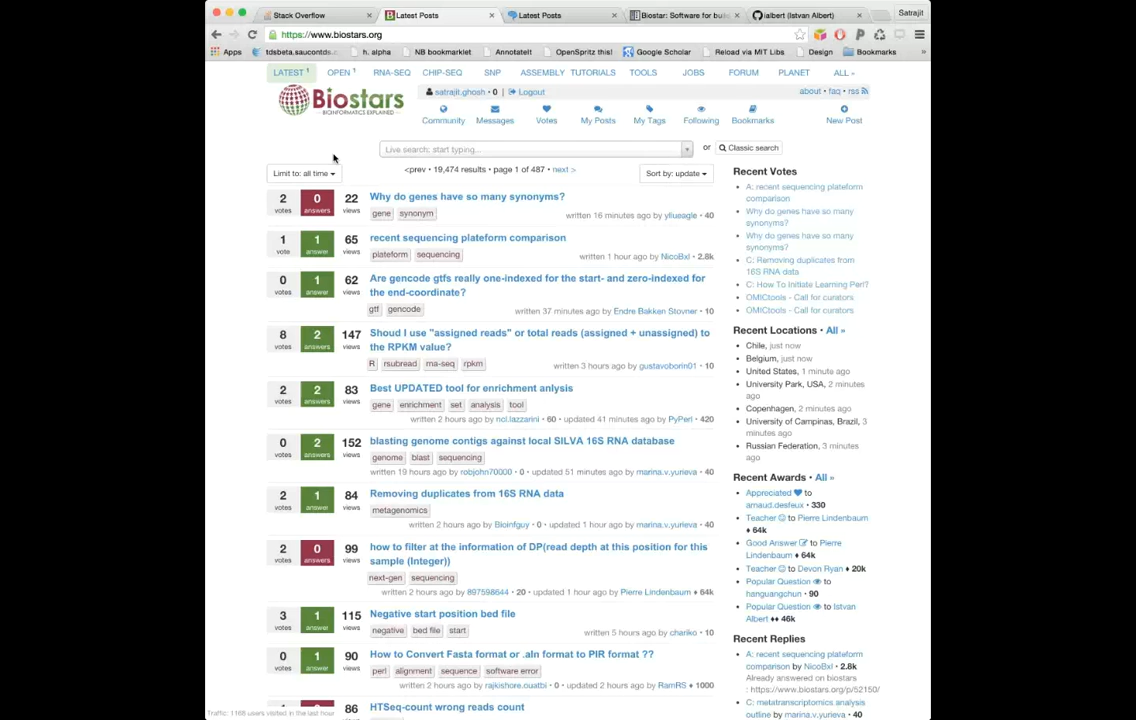 Stack Overflow
Latest Posts
Latest Posts
Biostar: Software for buil
ialbert (Istvan Albert)
Satrajit
https://www.biostars.org
Apps
tdsbeta.saucontds
h. alpha
NB bookmarklet
AnnotateIt
OpenSpritz this!
Google Scholar
Reload via MIT Libs
Design
Bookmarks
»
LATEST 1
OPEN 1
RNA-SEQ
CHIP-SEQ
SNP
ASSEMBLY
TUTORIALS
TOOLS
JOBS
FORUM
PLANET
ALL
Biostars
BIOINFORMATICS EXPLAINED
satrajit.ghosh • 0 | Logout
about • faq • rss
Community
Messages
Votes
My Posts
My Tags
Following
Bookmarks
New Post
Live search: start typing...
or
Classic search
Limit to: all time
<prev • 19,474 results • page 1 of 487 • next >
Sort by: update
2 votes 0 answers 22 views
Why do genes have so many synonyms?
gene synonym
written 16 minutes ago by yliueagle • 40
1 vote 1 answer 65 views
recent sequencing plateform comparison
plateform sequencing
written 1 hour ago by NicoBxl • 2.8k
0 votes 1 answer 62 views
Are gencode gtfs really one-indexed for the start- and zero-indexed for
the end-coordinate?
gtf gencode
written 37 minutes ago by Endre Bakken Stovner • 10
8 votes 2 answers 147 views
Shoud I use "assigned reads" or total reads (assigned + unassigned) to
the RPKM value?
R rsubread rna-seq rpkm
written 3 hours ago by gustavoborin01 • 10
2 votes 2 answers 83 views
Best UPDATED tool for enrichment anlysis
gene enrichment set analysis tool
written 2 hours ago by nci.lazzarini • 60 • updated 41 minutes ago by PyPerl • 420
0 votes 2 answers 152 views
blasting genome contigs against local SILVA 16S RNA database
genome blast sequencing
written 19 hours ago by robjohn70000 • 0 • updated 51 minutes ago by marina.v.yurieva • 40
2 votes 1 answer 84 views
Removing duplicates from 16S RNA data
metagenomics
written 2 hours ago by Bioinfguy • 0 • updated 1 hour ago by marina.v.yurieva • 40
2 votes 0 answers 99 views
how to filter at the information of DP(read depth at this position for this
sample (Integer))
next-gen sequencing
written 2 hours ago by 897598644 • 20 • updated 1 hour ago by Pierre Lindenbaum ♦ 64k
3 votes 1 answer 115 views
Negative start position bed file
negative bed file start
written 5 hours ago by chariko • 10
0 votes 1 answer 90 views
How to Convert Fasta format or .aln format to PIR format ??
perl alignment sequence software error
written 2 hours ago by rajkishore.ouatbi • 0 • updated 2 hours ago by RamRS ♦ 1000
86
HTSeq-count wrong reads count
Traffic: 1168 users visited in the last hour
Recent Votes
A: recent sequencing plateform
comparison
Why do genes have so many
synonyms?
Why do genes have so many
synonyms?
C: Removing duplicates from
16S RNA data
C: How To Initiate Learning Perl?
OMICtools - Call for curators
OMICtools - Call for curators
Recent Locations • All »
Chile, just now
Belgium, just now
United States, 1 minute ago
University Park, USA, 2 minutes
ago
Copenhagen, 2 minutes ago
University of Campinas, Brazil, 3
minutes ago
Russian Federation, 3 minutes
ago
Recent Awards • All »
Appreciated to
arnaud.desfeux • 330
Teacher to Pierre Lindenbaum
♦ 64k
Good Answer to Pierre
Lindenbaum ♦ 64k
Teacher to Devon Ryan ♦ 20k
Popular Question to
hanguangchun • 90
Popular Question to Istvan
Albert ♦♦ 46k
Recent Replies
A: recent sequencing plateform
comparison by NicoBxl • 2.8k
Already answered on biostars
: https://www.biostars.org/p/52150/
C: metatranscriptomics analysis
outline by marina.v.yurieva • 40